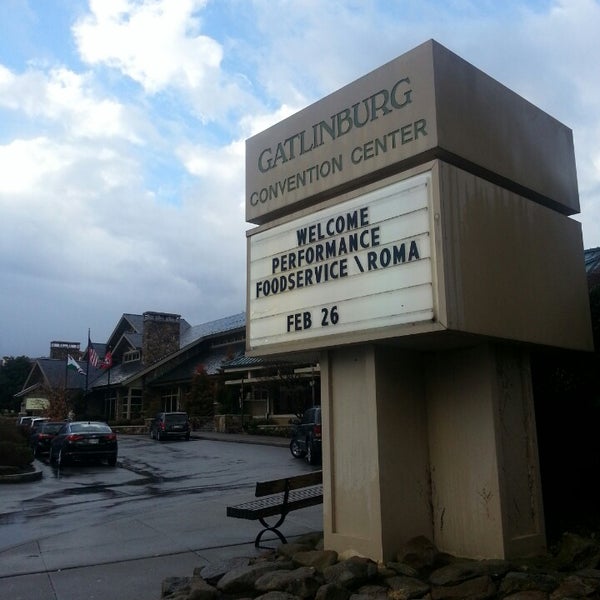 GATLINBURG
CONVENTION CENTER
WELCOME
PERFORMANCE
FOODSERVICE \ ROMA
FEB 26